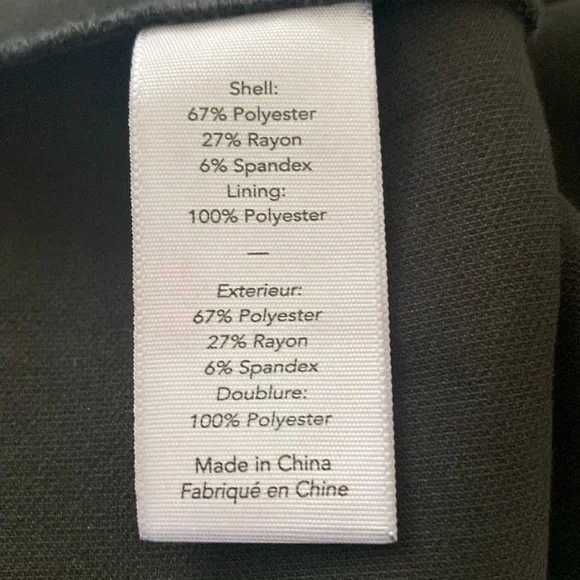 Shell:
67% Polyester
27% Rayon
6% Spandex
Lining:
100% Polyester
—
Exterieur:
67% Polyester
27% Rayon
6% Spandex
Doublure:
100% Polyester
Made in China
Fabriqué en Chine